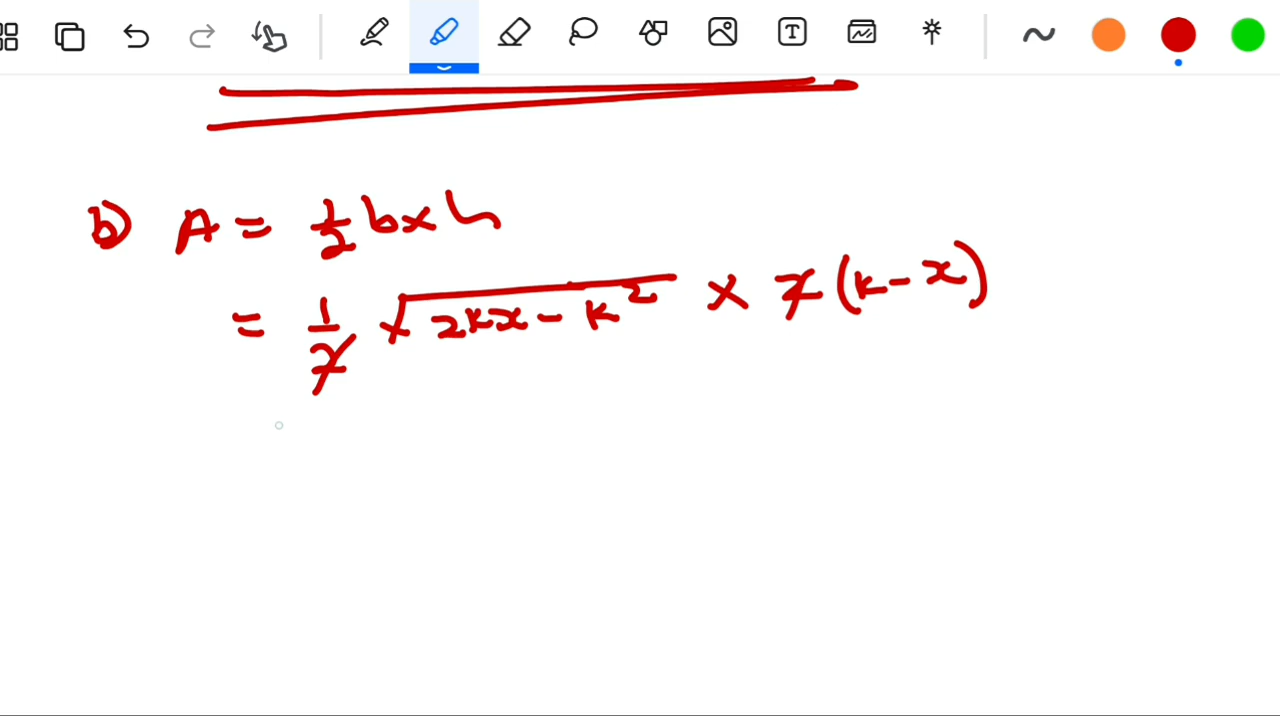 b) A = 1/2 b × h
= 1/2 √(2kx − k²) × 2(k − x)